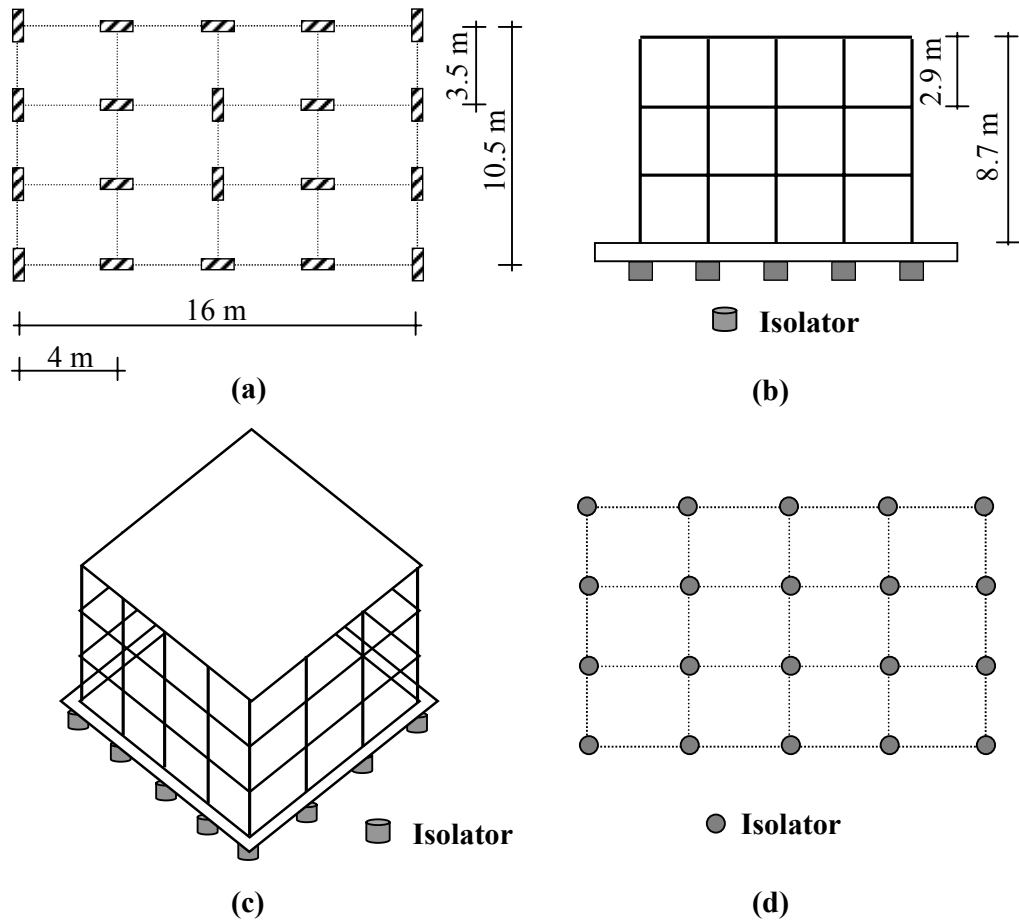 3.5 m
10.5 m
16 m
4 m
(a)
2.9 m
8.7 m
Isolator
(b)
Isolator
(c)
Isolator
(d)